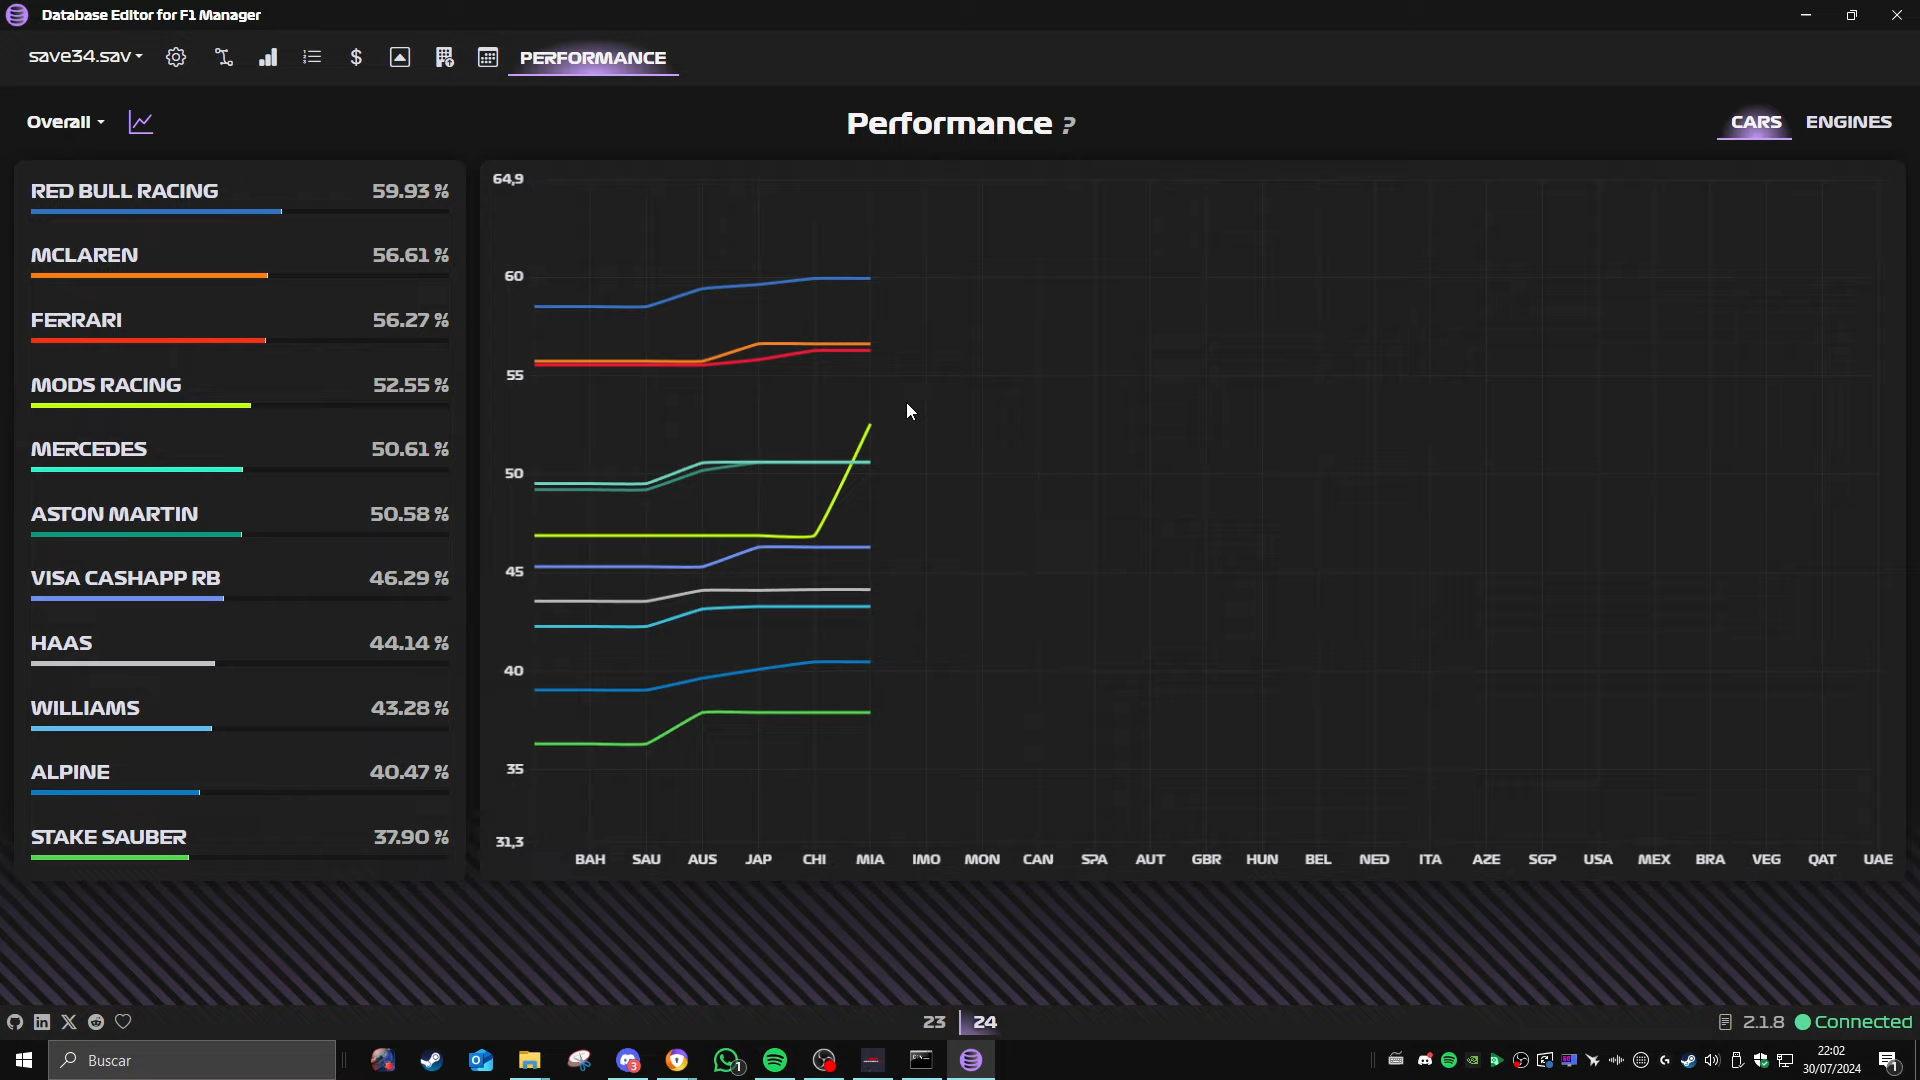 Database Editor for F1 Manager
save34.sav
$
PERFORMANCE
Overall
Performance ?
CARS ENGINES
RED BULL RACING 59.93 %
MCLAREN 56.61 %
FERRARI 56.27 %
MODS RACING 52.55 %
MERCEDES 50.61 %
ASTON MARTIN 50.58 %
VISA CASHAPP RB 46.29 %
HAAS 44.14 %
WILLIAMS 43.28 %
ALPINE 40.47 %
STAKE SAUBER 37.90 %
64,9
60
55
50
45
40
35
31,3
BAH SAU AUS JAP CHI MIA IMO MON CAN SPA AUT GBR HUN BEL NED ITA AZE SGP USA MEX BRA VEG QAT UAE
23 24
2.1.8 Connected
Buscar
3
1
22:02
30/07/2024
1